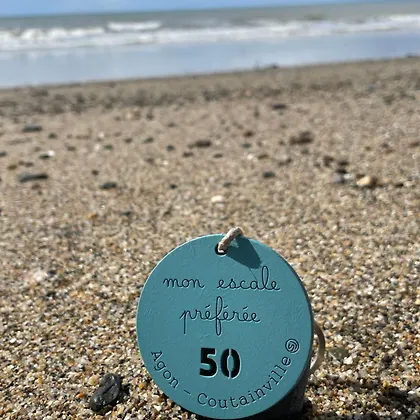 mon escale
préférée
50
Agon - Coutainville